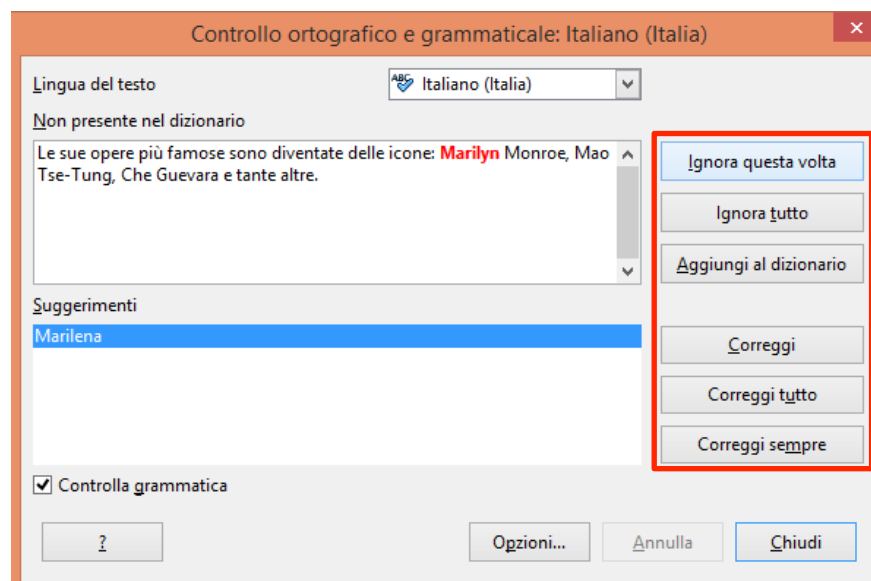 Controllo ortografico e grammaticale: Italiano (Italia)
Lingua del testo
Italiano (Italia)
Non presente nel dizionario
Le sue opere più famose sono diventate delle icone: Marilyn Monroe, Mao
Tse-Tung, Che Guevara e tante altre.
Ignora questa volta
Ignora tutto
Aggiungi al dizionario
Suggerimenti
Marilena
Correggi
Correggi tutto
Correggi sempre
Controlla grammatica
?
Opzioni...
Annulla
Chiudi